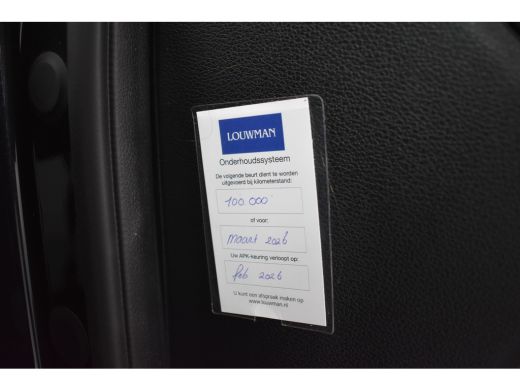 LOUWMAN
Onderhoudssysteem
De volgende beurt dient te worden
uitgevoerd bij kilometerstand:
100.000
of voor:
maart 2026
Uw APK-keuring verloopt op:
feb 2026
U kunt een afspraak maken op
www.louwman.nl